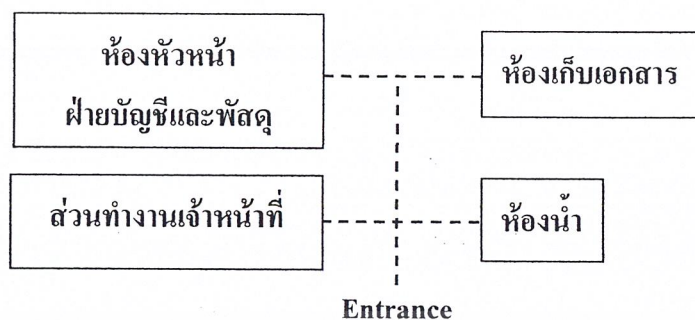 ห้องหัวหน้า
ฝ่ายบัญชีและพัสดุ
ห้องเก็บเอกสาร
ส่วนทำงานเจ้าหน้าที่
ห้องน้ำ
Entrance